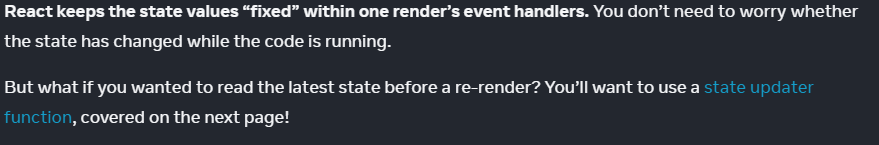 React keeps the state values “fixed” within one render’s event handlers. You don’t need to worry whether
the state has changed while the code is running.
But what if you wanted to read the latest state before a re-render? You’ll want to use a state updater
function, covered on the next page!